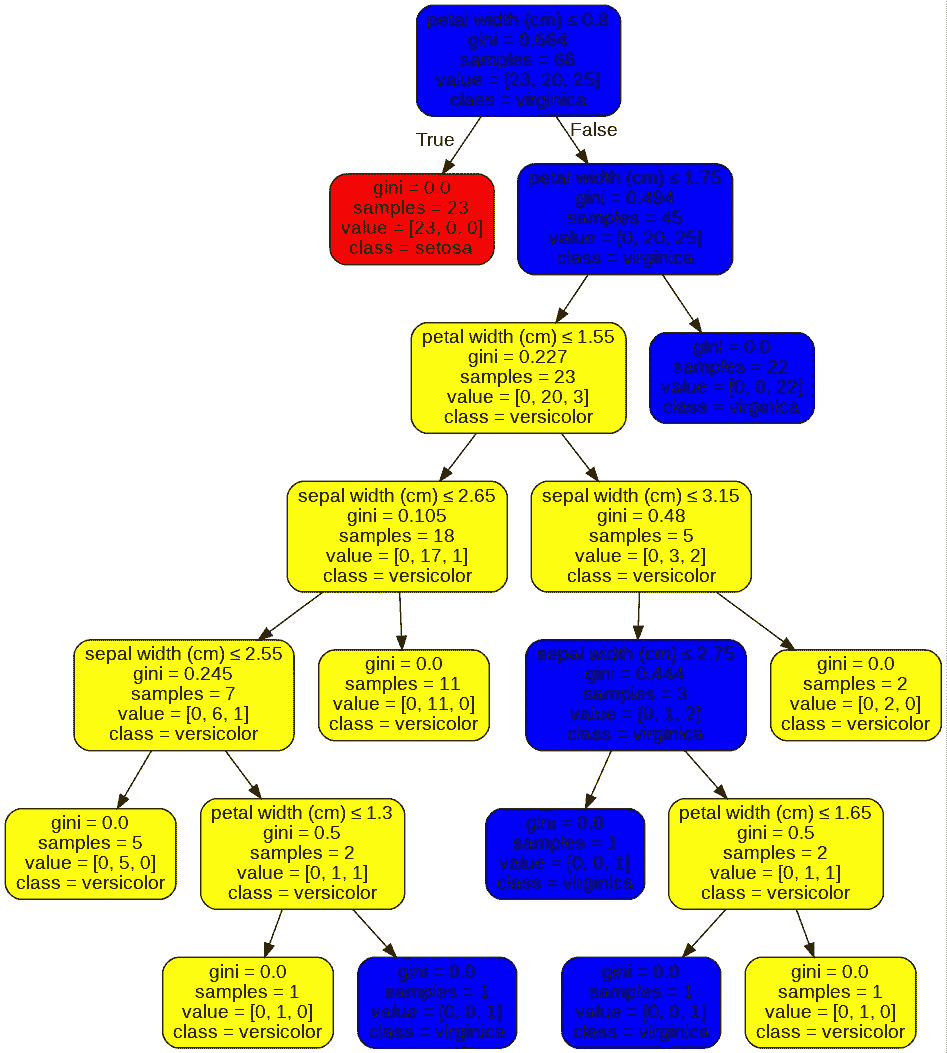 petal width (cm) ≤ 0.8
gini = 0.664
samples = 68
value = [23, 20, 25]
class = virginica
True
False
gini = 0.0
samples = 23
value = [23, 0, 0]
class = setosa
petal width (cm) ≤ 1.75
gini = 0.494
samples = 45
value = [0, 20, 25]
class = virginica
petal width (cm) ≤ 1.55
gini = 0.227
samples = 23
value = [0, 20, 3]
class = versicolor
gini = 0.0
samples = 22
value = [0, 0, 22]
class = virginica
sepal width (cm) ≤ 2.65
gini = 0.105
samples = 18
value = [0, 17, 1]
class = versicolor
sepal width (cm) ≤ 3.15
gini = 0.48
samples = 5
value = [0, 3, 2]
class = versicolor
sepal width (cm) ≤ 2.55
gini = 0.245
samples = 7
value = [0, 6, 1]
class = versicolor
gini = 0.0
samples = 11
value = [0, 11, 0]
class = versicolor
sepal width (cm) ≤ 2.75
gini = 0.444
samples = 3
value = [0, 1, 2]
class = virginica
gini = 0.0
samples = 2
value = [0, 2, 0]
class = versicolor
gini = 0.0
samples = 5
value = [0, 5, 0]
class = versicolor
petal width (cm) ≤ 1.3
gini = 0.5
samples = 2
value = [0, 1, 1]
class = versicolor
gini = 0.0
samples = 1
value = [0, 0, 1]
class = virginica
petal width (cm) ≤ 1.65
gini = 0.5
samples = 2
value = [0, 1, 1]
class = versicolor
gini = 0.0
samples = 1
value = [0, 1, 0]
class = versicolor
gini = 0.0
samples = 1
value = [0, 0, 1]
class = virginica
gini = 0.0
samples = 1
value = [0, 0, 1]
class = virginica
gini = 0.0
samples = 1
value = [0, 1, 0]
class = versicolor